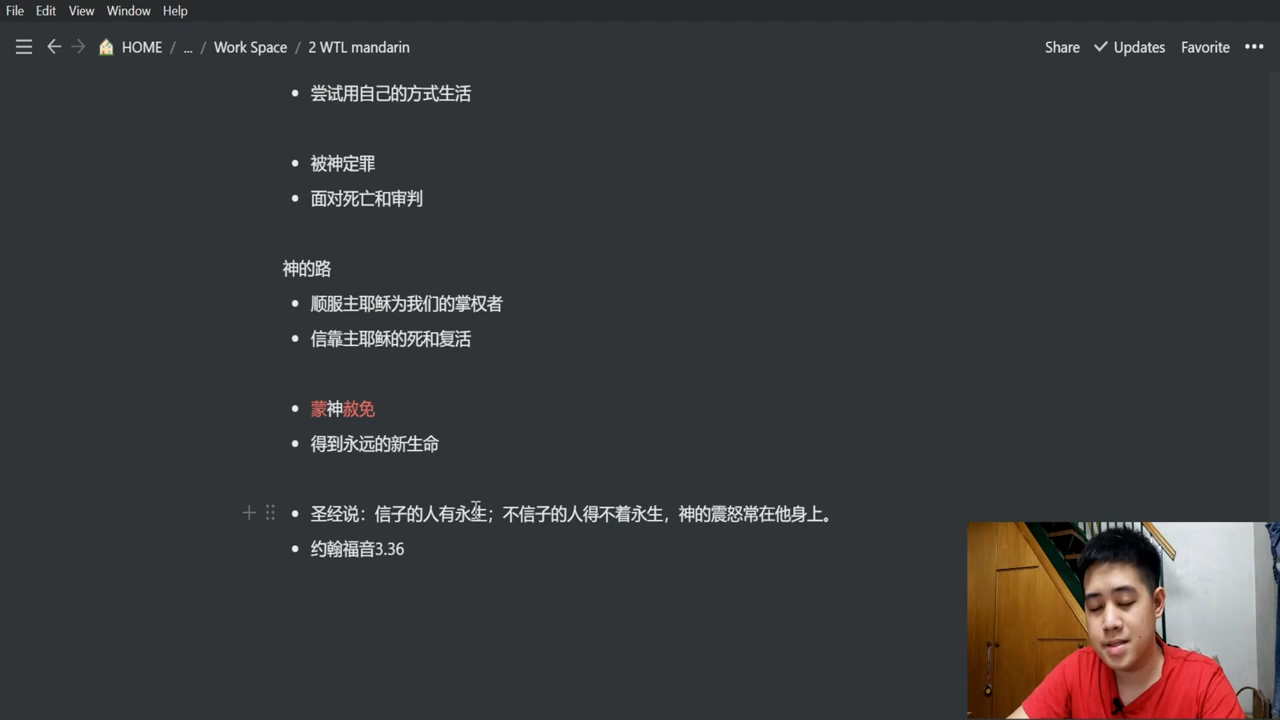 File Edit View Window Help
HOME / ... / Work Space / 2 WTL mandarin Share Updates Favorite •••
• 尝试用自己的方式生活
• 被神定罪
• 面对死亡和审判
神的路
• 顺服主耶稣为我们的掌权者
• 信靠主耶稣的死和复活
• 蒙神赦免
• 得到永远的新生命
• 圣经说：信子的人有永生；不信子的人得不着永生，神的震怒常在他身上。
• 约翰福音3.36